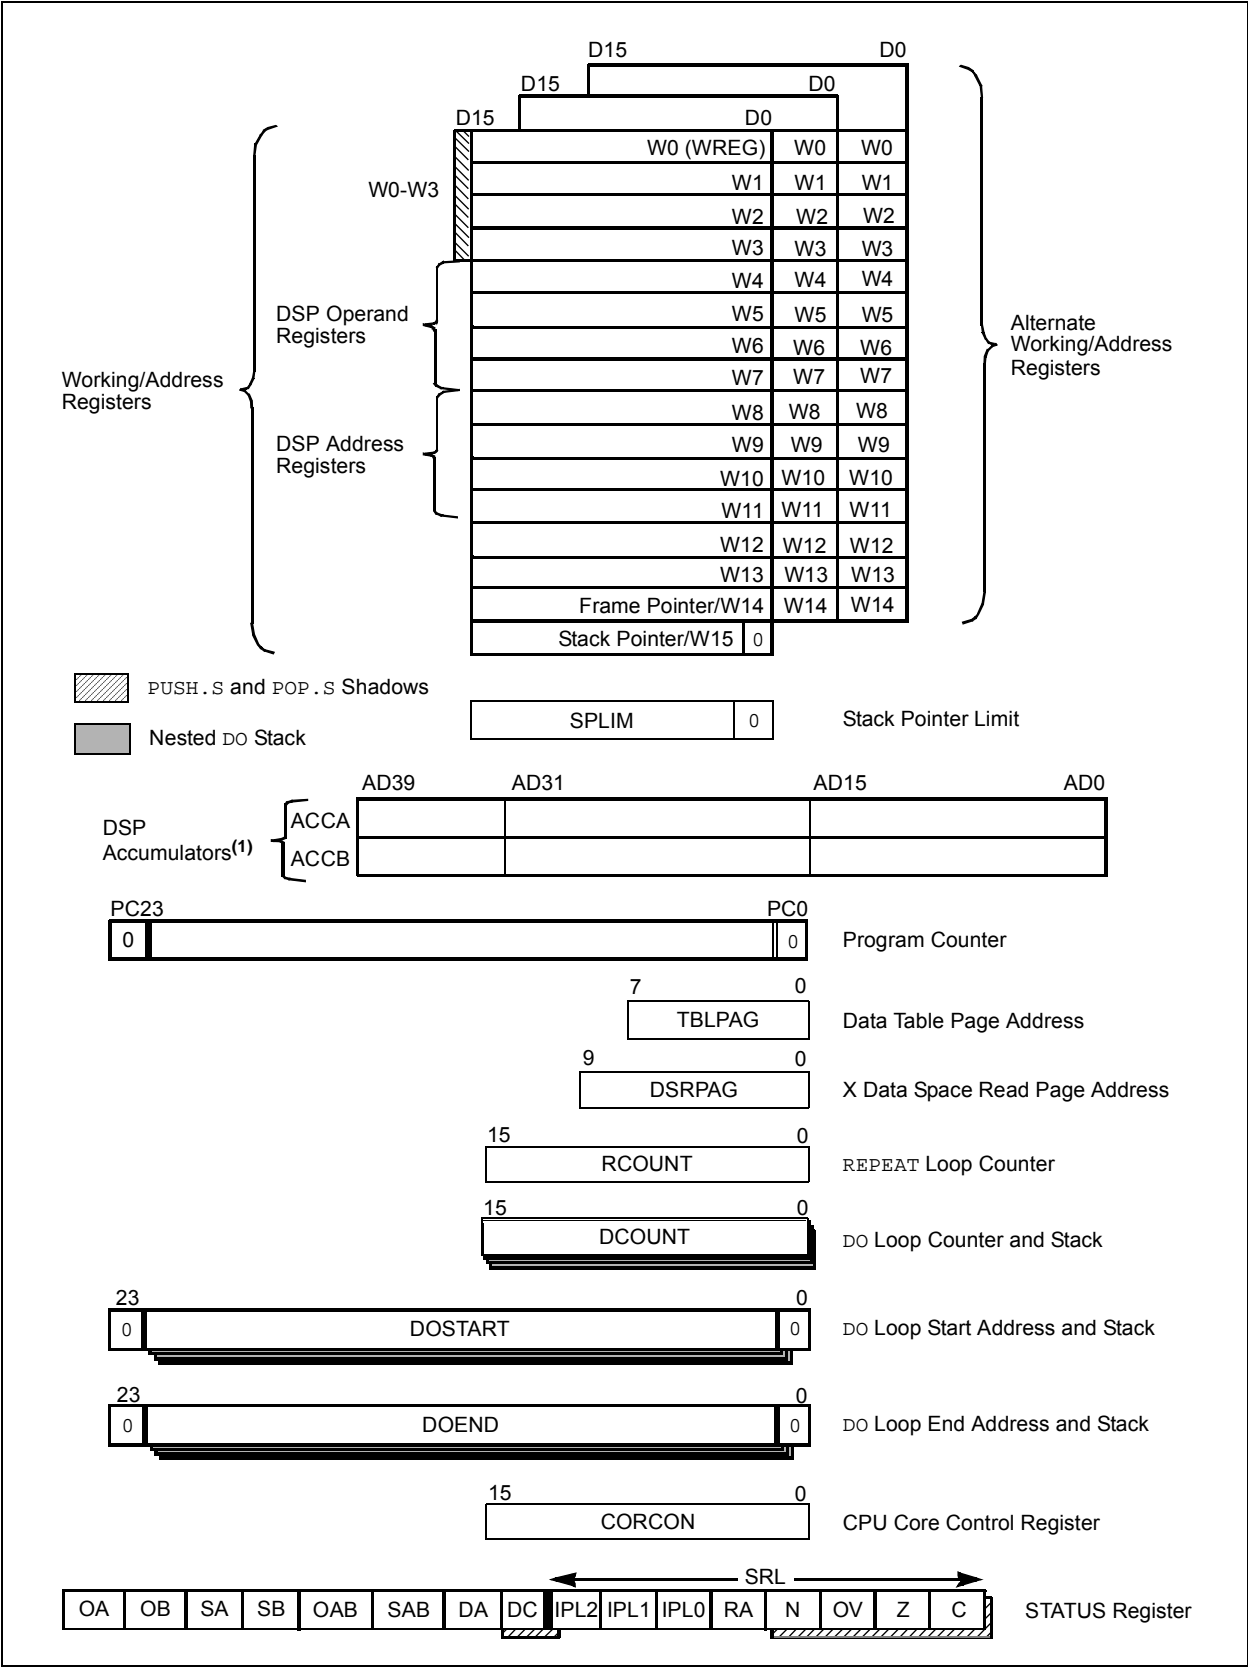 D15 D0
D15 D0
D15 D0
W0 (WREG) W0 W0
W1 W1 W1
W0-W3
W2 W2 W2
W3 W3 W3
W4 W4 W4
DSP Operand
Registers
W5 W5 W5
W6 W6 W6
Alternate
Working/Address
Registers
W7 W7 W7
Working/Address
Registers
W8 W8 W8
DSP Address
Registers
W9 W9 W9
W10 W10 W10
W11 W11 W11
W12 W12 W12
W13 W13 W13
Frame Pointer/W14 W14 W14
Stack Pointer/W15 0
PUSH.S and POP.S Shadows
SPLIM 0 Stack Pointer Limit
Nested DO Stack
AD39 AD31 AD15 AD0
DSP
Accumulators(1)
ACCA
ACCB
PC23 PC0
0 0 Program Counter
7 0
TBLPAG Data Table Page Address
9 0
DSRPAG X Data Space Read Page Address
15 0
RCOUNT REPEAT Loop Counter
15 0
DCOUNT DO Loop Counter and Stack
23 0
0 DOSTART 0 DO Loop Start Address and Stack
23 0
0 DOEND 0 DO Loop End Address and Stack
15 0
CORCON CPU Core Control Register
SRL
OA OB SA SB OAB SAB DA DC IPL2 IPL1 IPL0 RA N OV Z C STATUS Register